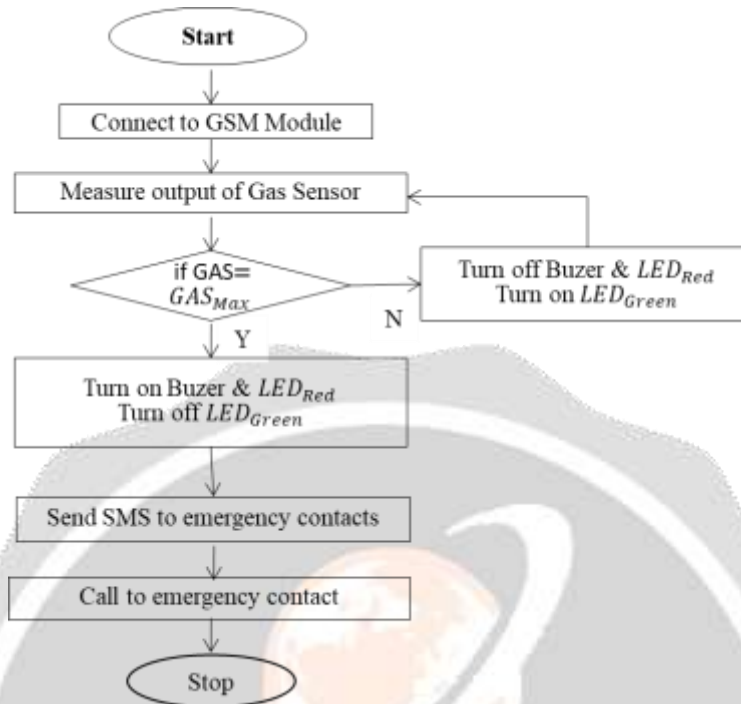 Start
Connect to GSM Module
Measure output of Gas Sensor
if GAS=
GAS_Max
N
Turn off Buzer & LED_Red
Turn on LED_Green
Y
Turn on Buzer & LED_Red
Turn off LED_Green
Send SMS to emergency contacts
Call to emergency contact
Stop